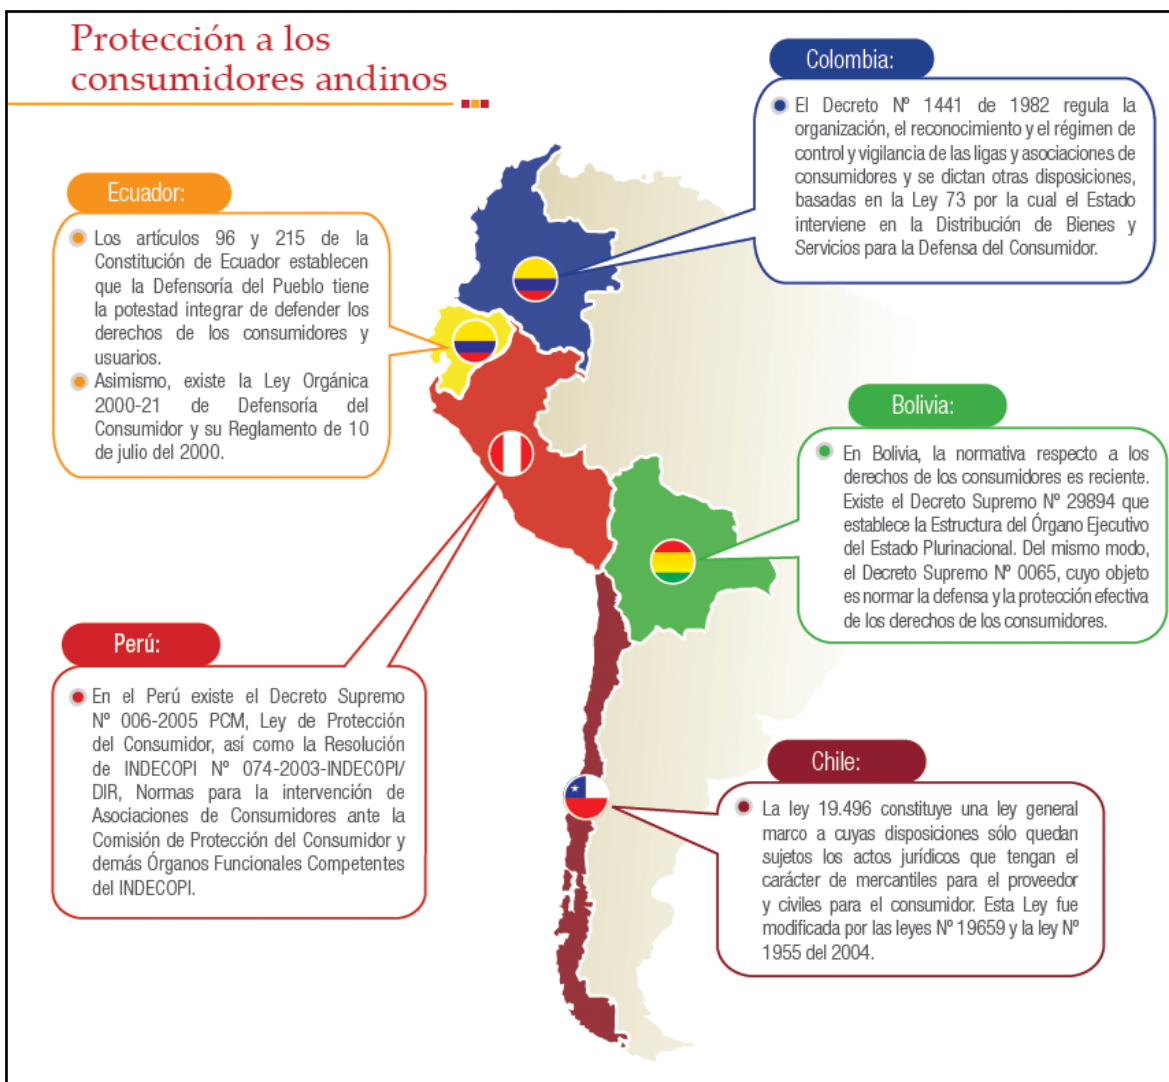 Protección a los
consumidores andinos
Colombia:
El Decreto Nº 1441 de 1982 regula la
organización, el reconocimiento y el régimen de
control y vigilancia de las ligas y asociaciones de
consumidores y se dictan otras disposiciones,
basadas en la Ley 73 por la cual el Estado
interviene en la Distribución de Bienes y
Servicios para la Defensa del Consumidor.
Ecuador:
Los artículos 96 y 215 de la
Constitución de Ecuador establecen
que la Defensoría del Pueblo tiene
la potestad integrar de defender los
derechos de los consumidores y
usuarios.
Asimismo, existe la Ley Orgánica
2000-21 de Defensoría del
Consumidor y su Reglamento de 10
de julio del 2000.
Bolivia:
En Bolivia, la normativa respecto a los
derechos de los consumidores es reciente.
Existe el Decreto Supremo Nº 29894 que
establece la Estructura del Órgano Ejecutivo
del Estado Plurinacional. Del mismo modo,
el Decreto Supremo Nº 0065, cuyo objeto
es normar la defensa y la protección efectiva
de los derechos de los consumidores.
Perú:
En el Perú existe el Decreto Supremo
Nº 006-2005 PCM, Ley de Protección
del Consumidor, así como la Resolución
de INDECOPI Nº 074-2003-INDECOPI/
DIR, Normas para la intervención de
Asociaciones de Consumidores ante la
Comisión de Protección del Consumidor y
demás Órganos Funcionales Competentes
del INDECOPI.
Chile:
La ley 19.496 constituye una ley general
marco a cuyas disposiciones sólo quedan
sujetos los actos jurídicos que tengan el
carácter de mercantiles para el proveedor
y civiles para el consumidor. Esta Ley fue
modificada por las leyes Nº 19659 y la ley Nº
1955 del 2004.